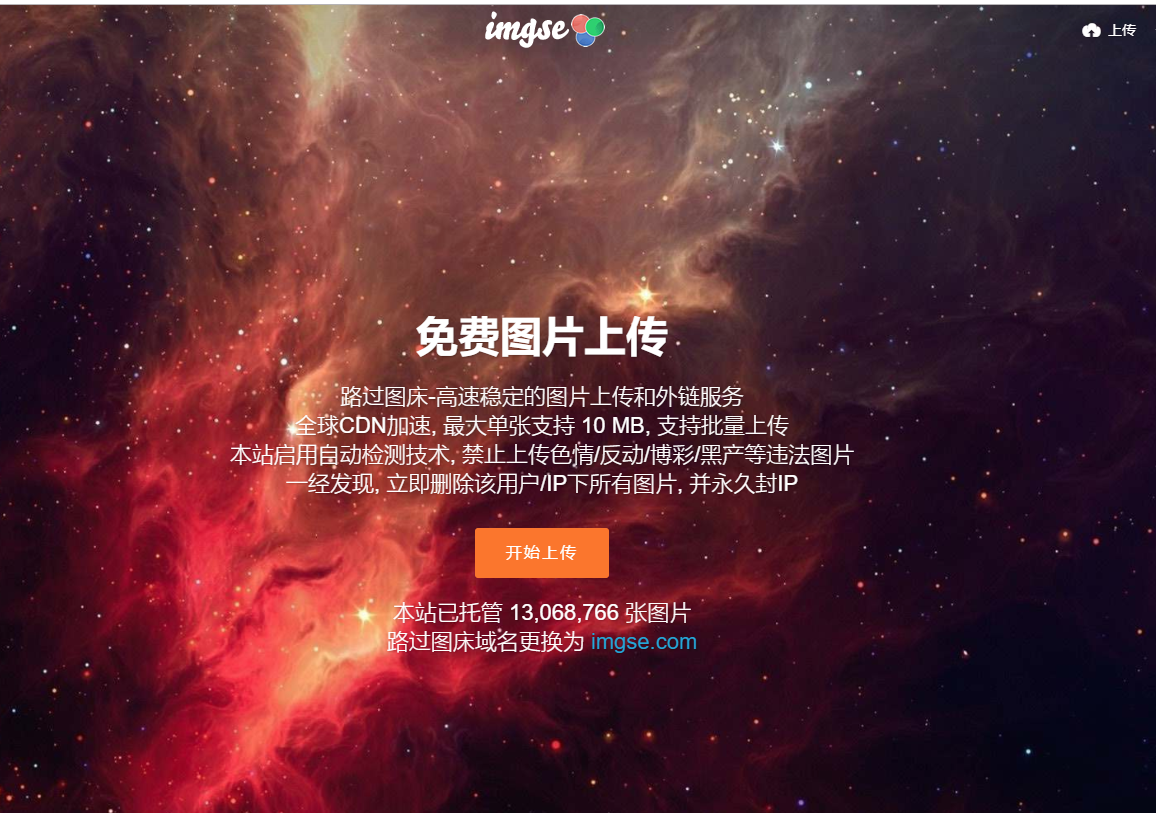 imgse
上传
免费图片上传
路过图床-高速稳定的图片上传和外链服务
全球CDN加速, 最大单张支持 10 MB, 支持批量上传
本站启用自动检测技术, 禁止上传色情/反动/博彩/黑产等违法图片
一经发现, 立即删除该用户/IP下所有图片, 并永久封IP
开始上传
本站已托管 13,068,766 张图片
路过图床域名更换为 imgse.com